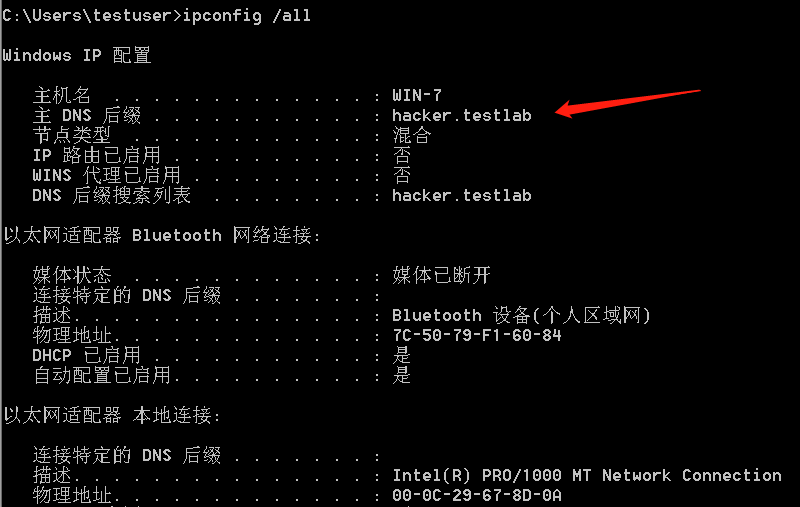 C:\Users\testuser>ipconfig /all
Windows IP 配置
主机名 . . . . . . . . . . . . . : WIN-7
主 DNS 后缀 . . . . . . . . . . . : hacker.testlab
节点类型 . . . . . . . . . . . . : 混合
IP 路由已启用 . . . . . . . . . . : 否
WINS 代理已启用 . . . . . . . . . : 否
DNS 后缀搜索列表 . . . . . . . . : hacker.testlab
以太网适配器 Bluetooth 网络连接:
媒体状态 . . . . . . . . . . . . : 媒体已断开
连接特定的 DNS 后缀 . . . . . . . :
描述. . . . . . . . . . . . . . . : Bluetooth 设备(个人区域网)
物理地址. . . . . . . . . . . . . : 7C-50-79-F1-60-84
DHCP 已启用 . . . . . . . . . . . : 是
自动配置已启用. . . . . . . . . . : 是
以太网适配器 本地连接:
连接特定的 DNS 后缀 . . . . . . . :
描述. . . . . . . . . . . . . . . : Intel(R) PRO/1000 MT Network Connection
物理地址. . . . . . . . . . . . . : 00-0C-29-67-8D-0A